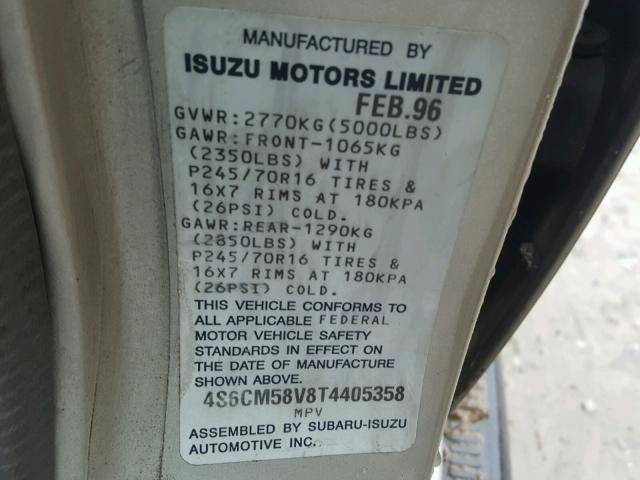 MANUFACTURED BY
ISUZU MOTORS LIMITED
FEB.96
GVWR:2770KG(5000LBS)
GAWR:FRONT-1065KG
(2350LBS) WITH
P245/70R16 TIRES &
16X7 RIMS AT 180KPA
(26PSI) COLD.
GAWR:REAR-1290KG
(2850LBS) WITH
P245/70R16 TIRES &
16X7 RIMS AT 180KPA
(26PSI) COLD.
THIS VEHICLE CONFORMS TO
ALL APPLICABLE FEDERAL
MOTOR VEHICLE SAFETY
STANDARDS IN EFFECT ON
THE DATE OF MANUFACTURE
SHOWN ABOVE.
4S6CM58V8T4405358
MPV
ASSEMBLED BY SUBARU-ISUZU
AUTOMOTIVE INC.